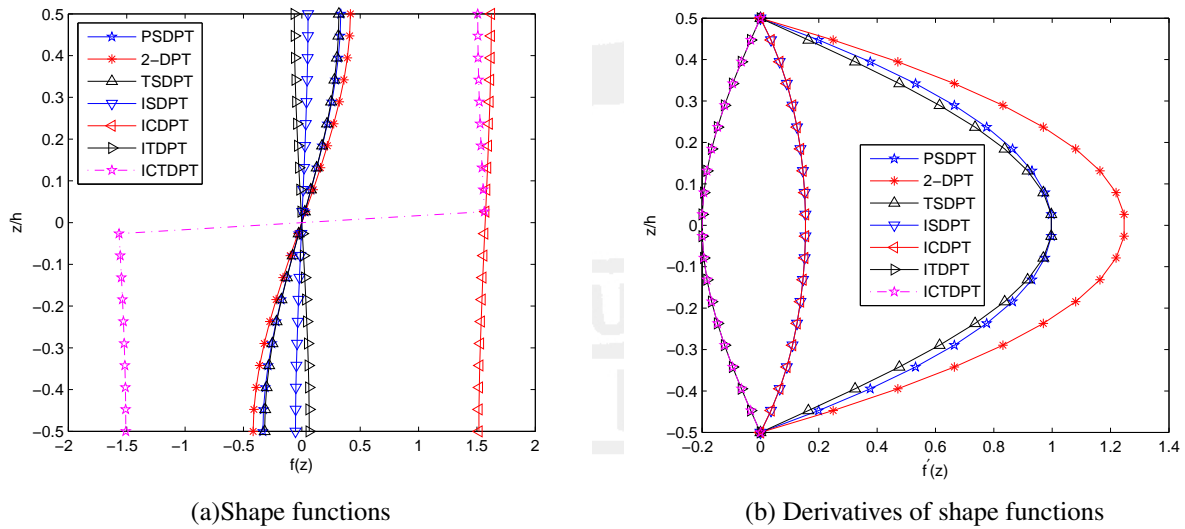 0.5
0.4
0.3
0.2
0.1
0
−0.1
−0.2
−0.3
−0.4
−0.5
z/h
PSDPT
2−DPT
TSDPT
ISDPT
ICDPT
ITDPT
ICTDPT
−2 −1.5 −1 −0.5 0 0.5 1 1.5 2
f(z)
(a)Shape functions
0.5
0.4
0.3
0.2
0.1
0
−0.1
−0.2
−0.3
−0.4
−0.5
z/h
PSDPT
2−DPT
TSDPT
ISDPT
ICDPT
ITDPT
ICTDPT
−0.2 0 0.2 0.4 0.6 0.8 1 1.2 1.4
f′(z)
(b) Derivatives of shape functions